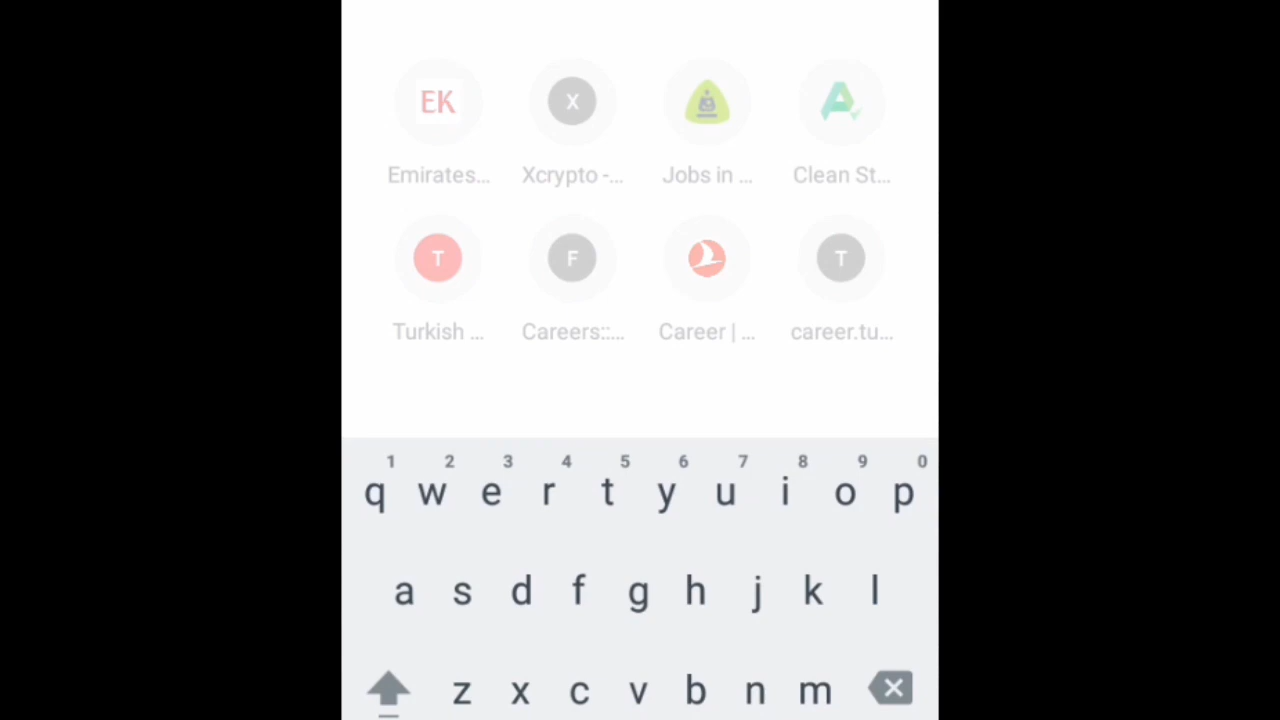 EK X
Emirates... Xcrypto -... Jobs in ... Clean St...
T F T
Turkish ... Careers::... Career | ... career.tu...
1 2 3 4 5 6 7 8 9 0
q w e r t y u i o p
a s d f g h j k l
z x c v b n m